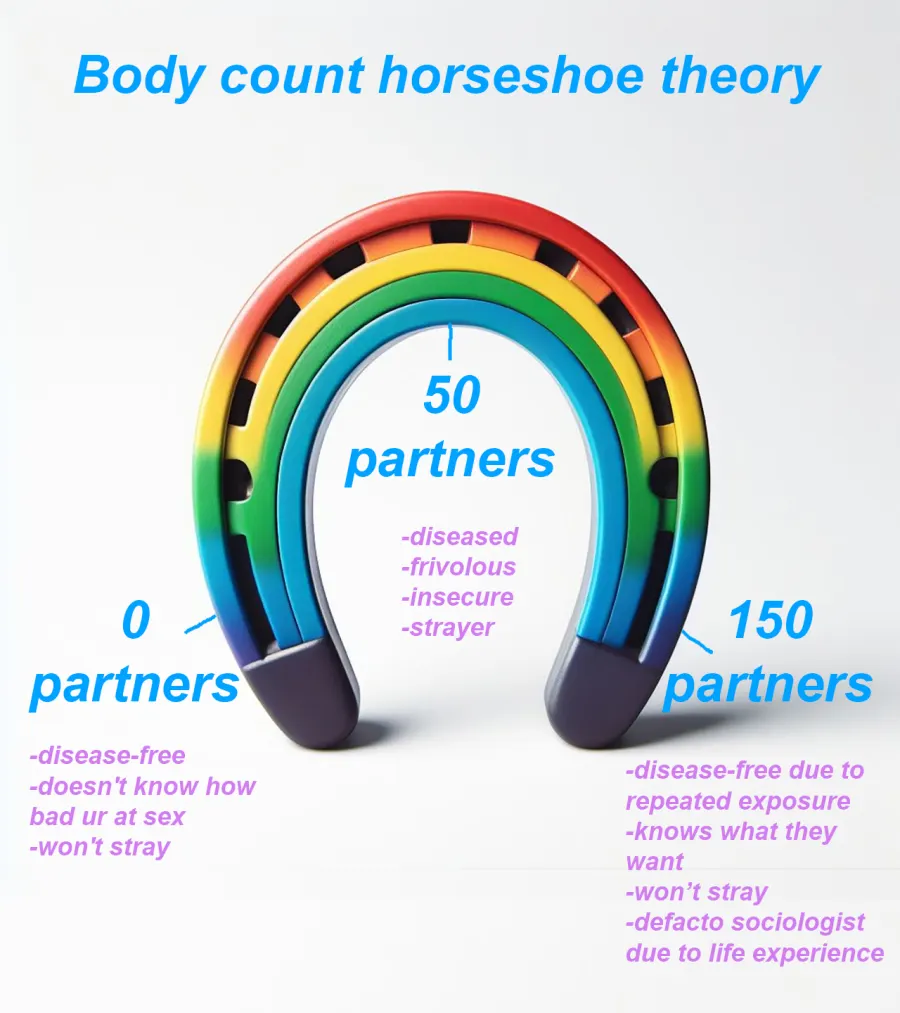 Body count horseshoe theory
50
partners
-diseased
-frivolous
-insecure
-strayer
0
partners
-disease-free
-doesn't know how
bad ur at sex
-won't stray
150
partners
-disease-free due to
repeated exposure
-knows what they
want
-won’t stray
-defacto sociologist
due to life experience